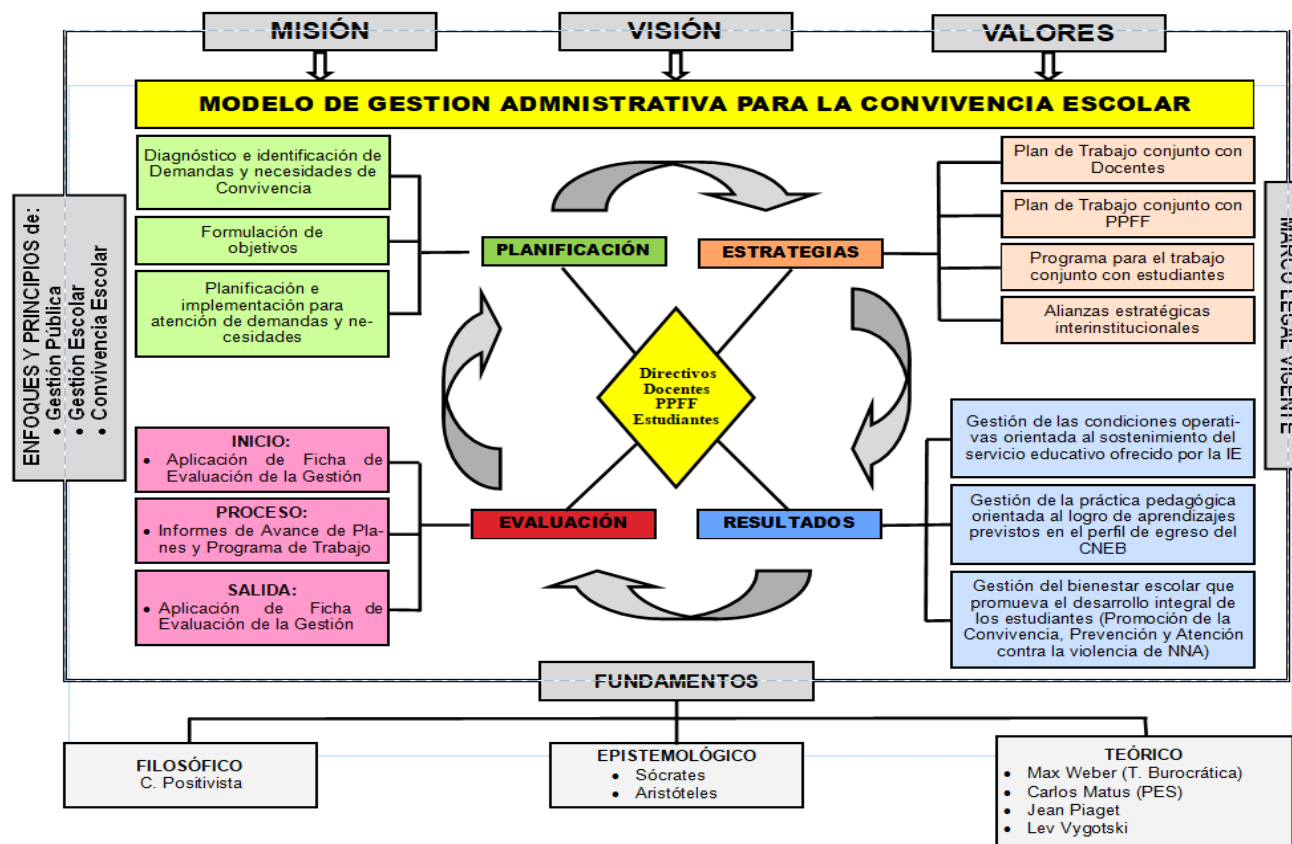 MISIÓN
VISIÓN
VALORES
MODELO DE GESTION ADMNISTRATIVA PARA LA CONVIVENCIA ESCOLAR
ENFOQUES Y PRINCIPIOS de:
• Gestión Pública
• Gestión Escolar
• Convivencia Escolar
Diagnóstico e identificación de
Demandas y necesidades de
Convivencia
Formulación de
objetivos
Planificación e
implementación para
atención de demandas y ne-
cesidades
PLANIFICACIÓN
ESTRATEGIAS
Plan de Trabajo conjunto con
Docentes
Plan de Trabajo conjunto con
PPFF
Programa para el trabajo
conjunto con estudiantes
Alianzas estratégicas
interinstitucionales
MARCO LEGAL VIGENTE
Directivos
Docentes
PPFF
Estudiantes
INICIO:
• Aplicación de Ficha de
Evaluación de la Gestión
PROCESO:
• Informes de Avance de Pla-
nes y Programa de Trabajo
SALIDA:
• Aplicación de Ficha de
Evaluación de la Gestión
EVALUACIÓN
RESULTADOS
Gestión de las condiciones operati-
vas orientada al sostenimiento del
servicio educativo ofrecido por la IE
Gestión de la práctica pedagógica
orientada al logro de aprendizajes
previstos en el perfil de egreso del
CNEB
Gestión del bienestar escolar que
promueva el desarrollo integral de
los estudiantes (Promoción de la
Convivencia, Prevención y Atención
contra la violencia de NNA)
FUNDAMENTOS
FILOSÓFICO
C. Positivista
EPISTEMOLÓGICO
• Sócrates
• Aristóteles
TEÓRICO
• Max Weber (T. Burocrática)
• Carlos Matus (PES)
• Jean Piaget
• Lev Vygotski